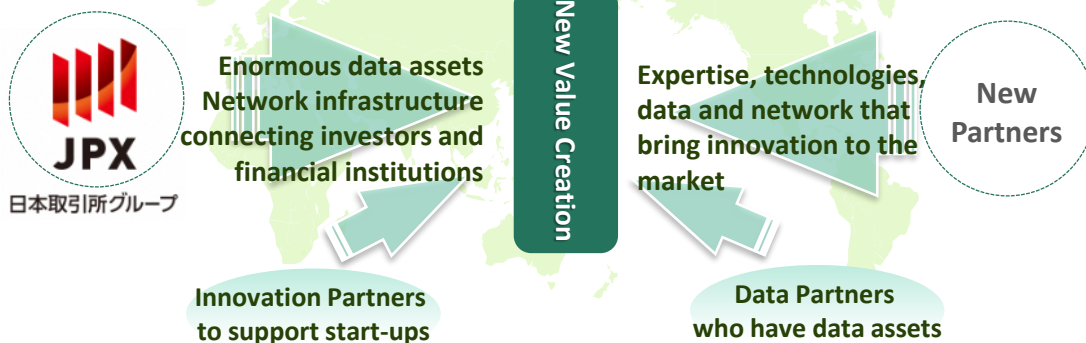 JPX
日本取引所グループ
Enormous data assets
Network infrastructure
connecting investors and
financial institutions
New Value Creation
Expertise, technologies,
data and network that
bring innovation to the
market
New
Partners
Innovation Partners
to support start-ups
Data Partners
who have data assets